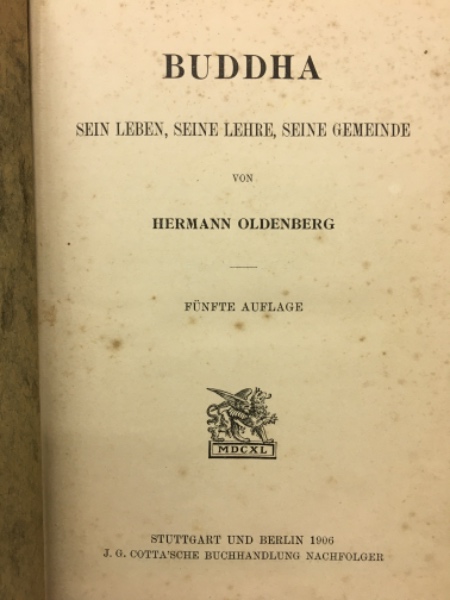 BUDDHA
SEIN LEBEN, SEINE LEHRE, SEINE GEMEINDE
VON
HERMANN OLDENBERG
FÜNFTE AUFLAGE
MDCXL
STUTTGART UND BERLIN 1906
J. G. COTTA'SCHE BUCHHANDLUNG NACHFOLGER